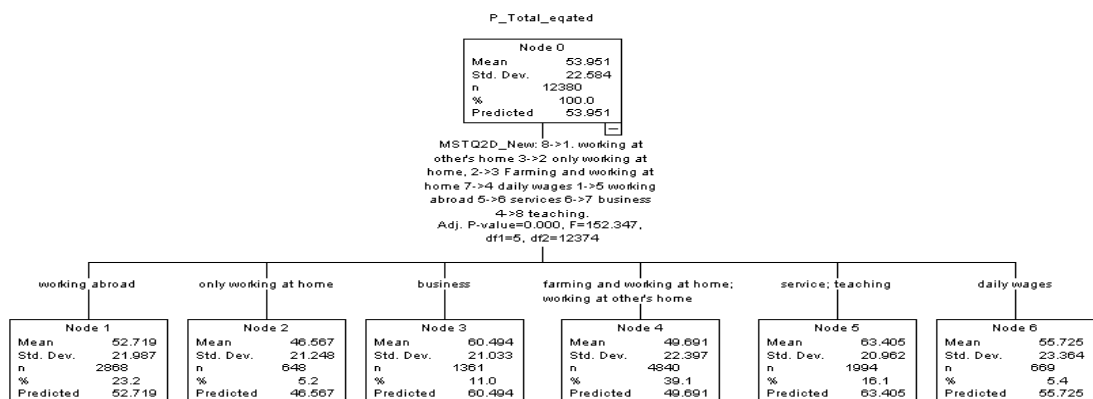 P_Total_eqated
Node 0
Mean 53.951
Std. Dev. 22.584
n 12380
% 100.0
Predicted 53.951
MSTQ2D_New: 8->1. working at
other's home 3->2 only working at
home, 2->3 Farming and working at
home 7->4 daily wages 1->5 working
abroad 5->6 services 6->7 business
4->8 teaching.
Adj. P-value=0.000, F=152.347,
df1=5, df2=12374
working abroad
Node 1
Mean 52.719
Std. Dev. 21.987
n 2868
% 23.2
Predicted 52.719
only working at home
Node 2
Mean 46.567
Std. Dev. 21.248
n 648
% 5.2
Predicted 46.567
business
Node 3
Mean 60.494
Std. Dev. 21.033
n 1361
% 11.0
Predicted 60.494
farming and working at home;
working at other's home
Node 4
Mean 49.691
Std. Dev. 22.397
n 4840
% 39.1
Predicted 49.691
service; teaching
Node 5
Mean 63.405
Std. Dev. 20.962
n 1994
% 16.1
Predicted 63.405
daily wages
Node 6
Mean 55.725
Std. Dev. 23.364
n 669
% 5.4
Predicted 55.725